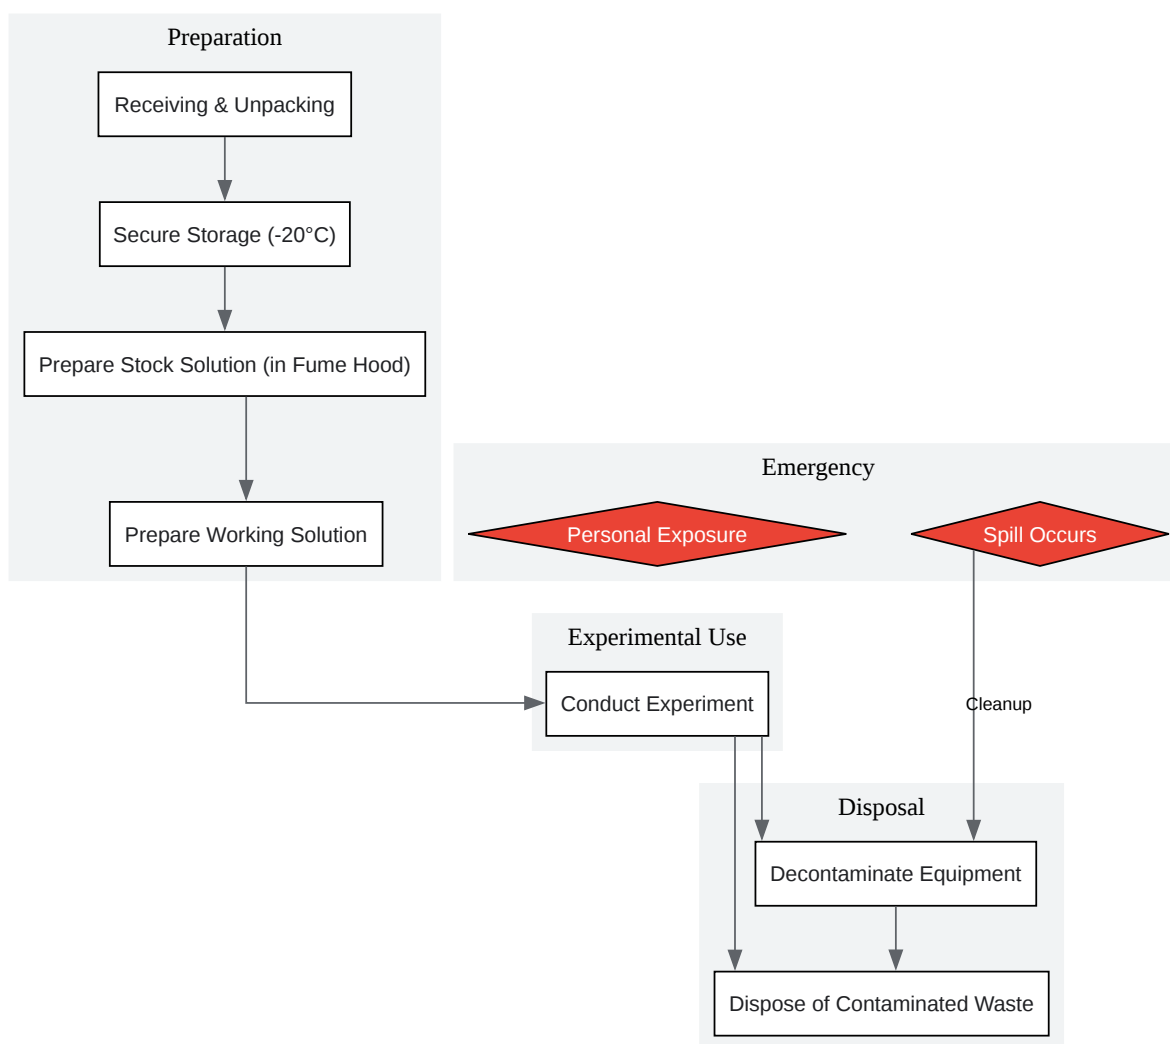 Preparation
Receiving & Unpacking
Secure Storage (-20°C)
Prepare Stock Solution (in Fume Hood)
Prepare Working Solution
Emergency
Personal Exposure
Spill Occurs
Experimental Use
Conduct Experiment
Cleanup
Disposal
Decontaminate Equipment
Dispose of Contaminated Waste